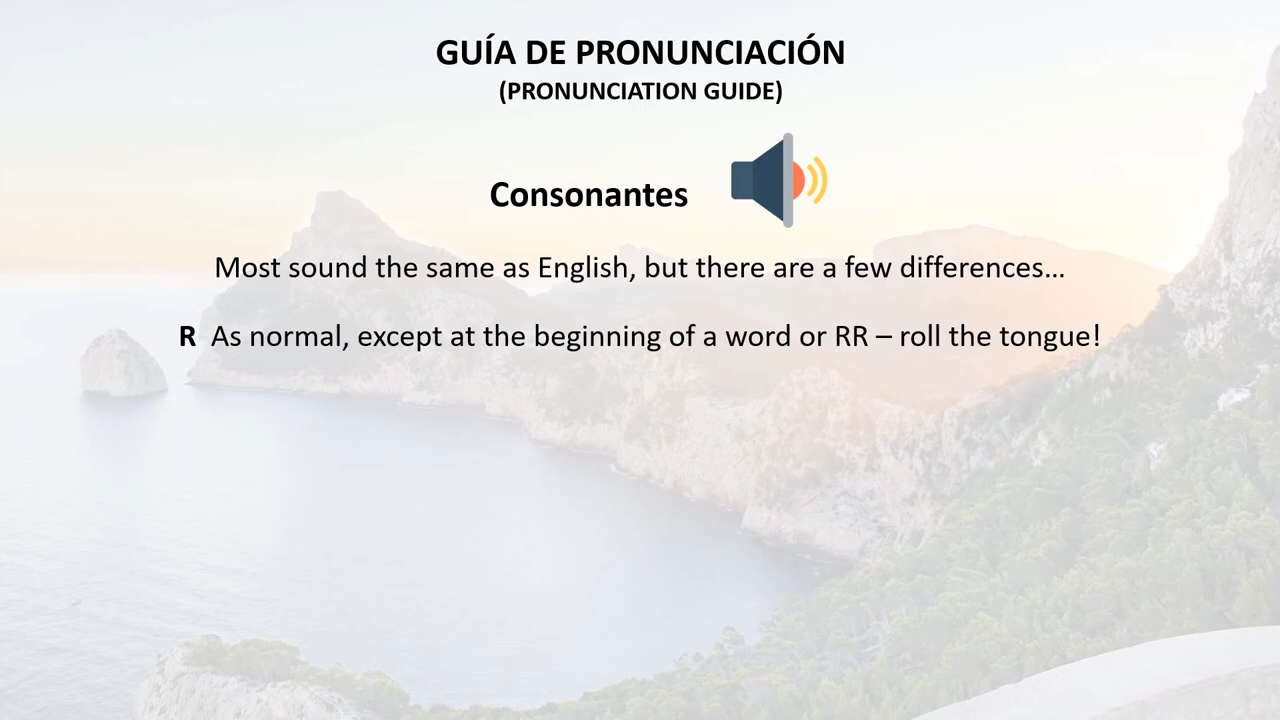 GUÍA DE PRONUNCIACIÓN
(PRONUNCIATION GUIDE)
Consonantes
Most sound the same as English, but there are a few differences…
R As normal, except at the beginning of a word or RR – roll the tongue!